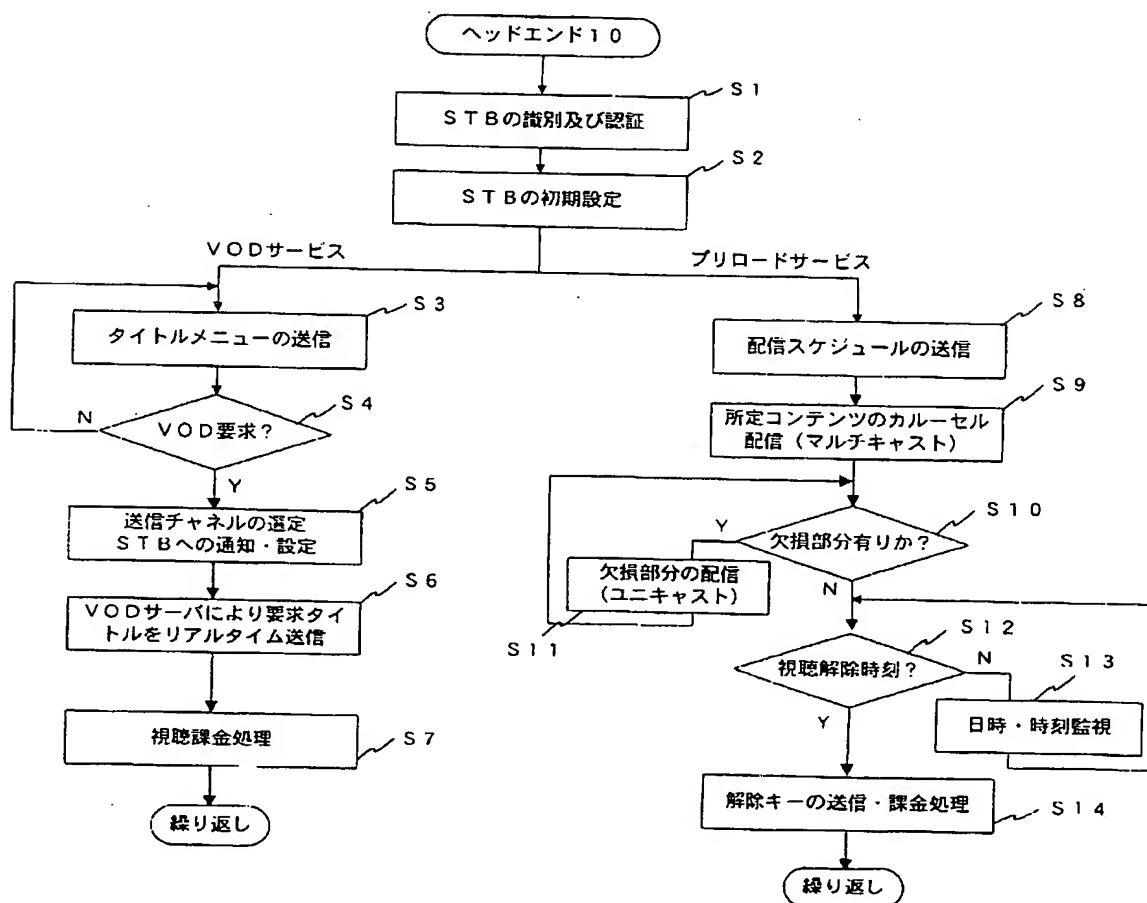 ヘッドエンド10
S1
STBの識別及び認証
S2
STBの初期設定
VODサービス
プリロードサービス
S3
タイトルメニューの送信
N
S4
VOD要求?
Y
S5
送信チャネルの選定
STBへの通知・設定
S6
VODサーバにより要求タイ
トルをリアルタイム送信
視聴課金処理
S7
繰り返し
S8
配信スケジュールの送信
S9
所定コンテンツのカルーセル
配信(マルチキャスト)
S10
Y
欠損部分有りか?
欠損部分の配信
(ユニキャスト)
N
S11
S12
視聴解除時刻?
N
S13
日時・時刻監視
Y
解除キーの送信・課金処理
S14
繰り返し